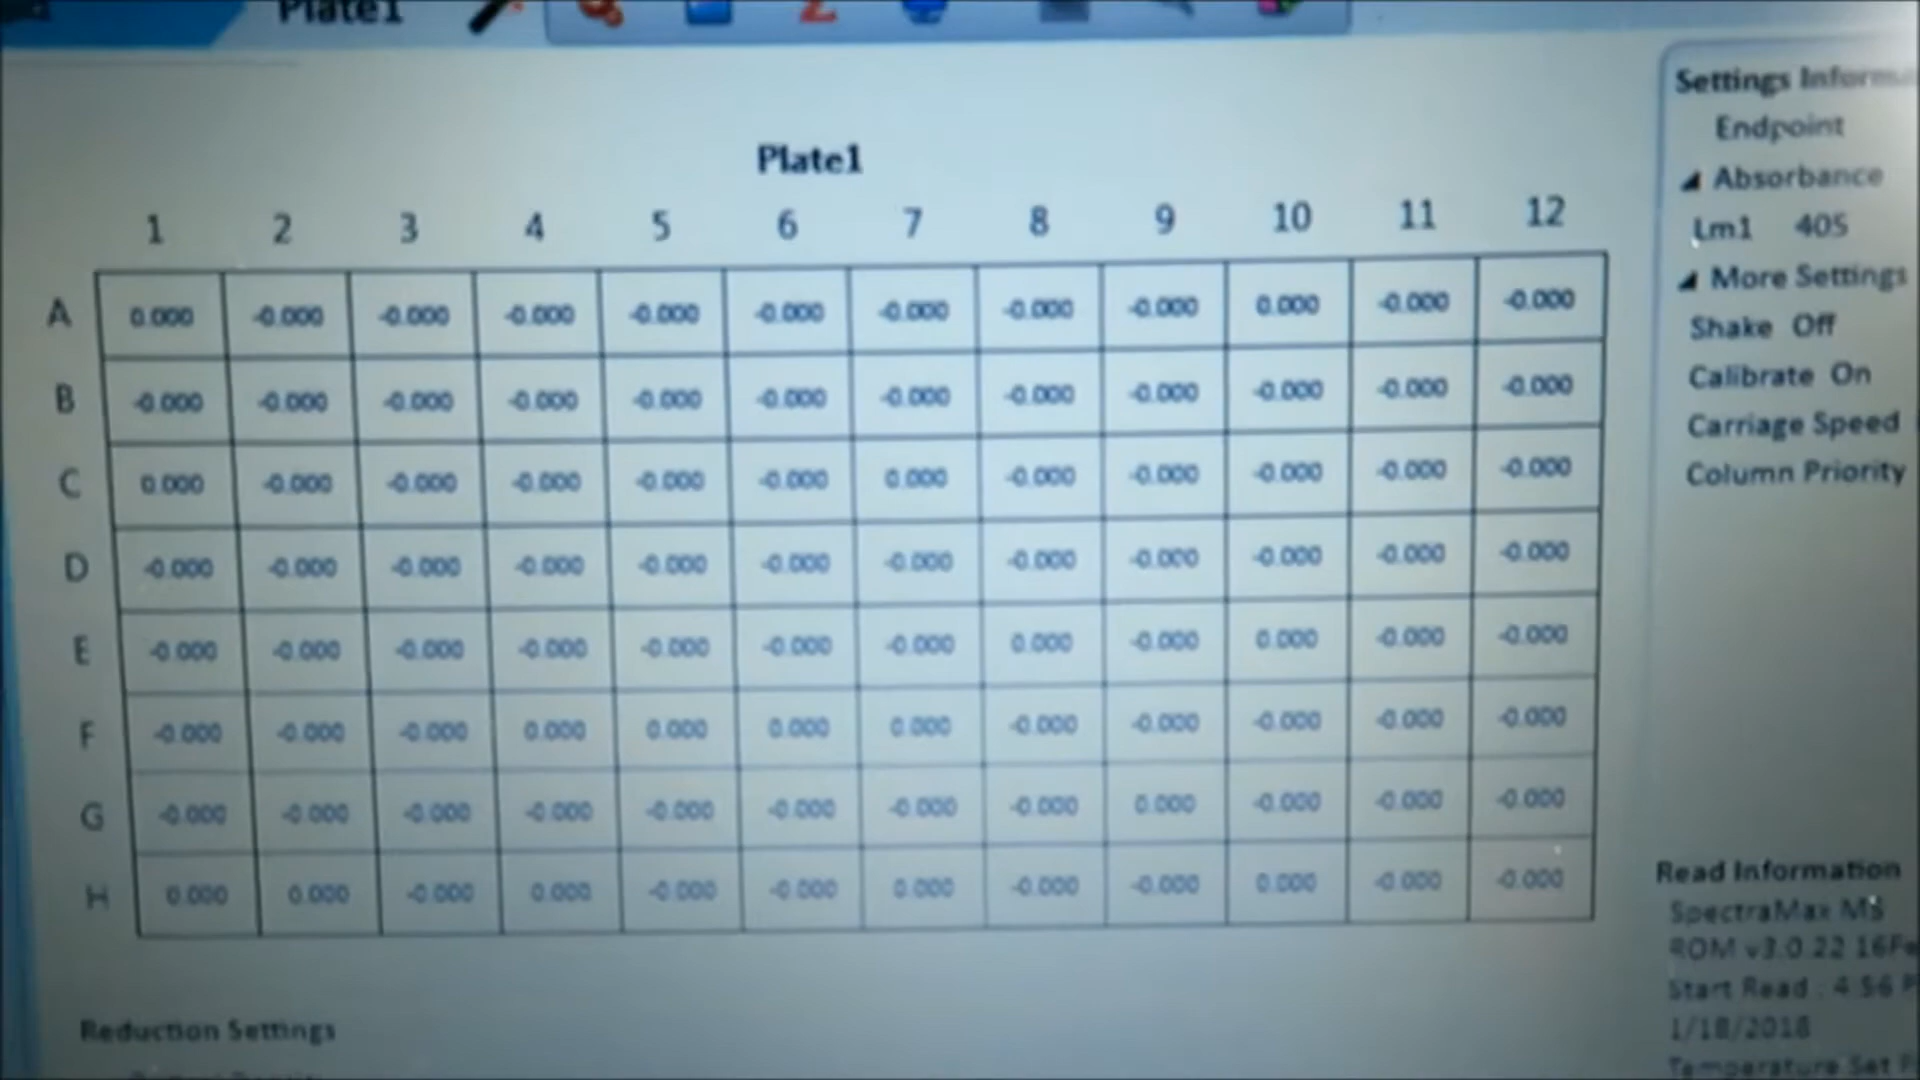 Plate1
Plate1
1 2 3 4 5 6 7 8 9 10 11 12
A 0.000 -0.000 -0.000 -0.000 -0.000 -0.000 -0.000 -0.000 -0.000 0.000 -0.000 -0.000
B -0.000 -0.000 -0.000 -0.000 -0.000 -0.000 -0.000 -0.000 -0.000 -0.000 -0.000 -0.000
C 0.000 -0.000 -0.000 -0.000 -0.000 -0.000 0.000 -0.000 -0.000 -0.000 -0.000 -0.000
D -0.000 -0.000 -0.000 -0.000 -0.000 -0.000 -0.000 -0.000 -0.000 -0.000 -0.000 -0.000
E -0.000 -0.000 -0.000 -0.000 -0.000 -0.000 -0.000 0.000 -0.000 0.000 -0.000 -0.000
F -0.000 -0.000 -0.000 0.000 0.000 0.000 0.000 -0.000 -0.000 -0.000 -0.000 -0.000
G -0.000 -0.000 -0.000 -0.000 -0.000 -0.000 -0.000 -0.000 0.000 -0.000 -0.000 -0.000
H 0.000 0.000 -0.000 0.000 -0.000 -0.000 0.000 -0.000 -0.000 0.000 -0.000 -0.000
Reduction Settings
Settings
Endpoint
Absorbance
Lm1 405
More Settings
Shake Off
Calibrate On
Carriage Speed
Column Priority
Read Information
SpectraMax M5
ROM v3.0.22 16Fe
Start Read : 4:56 P
1/18/2018
Temperature Set